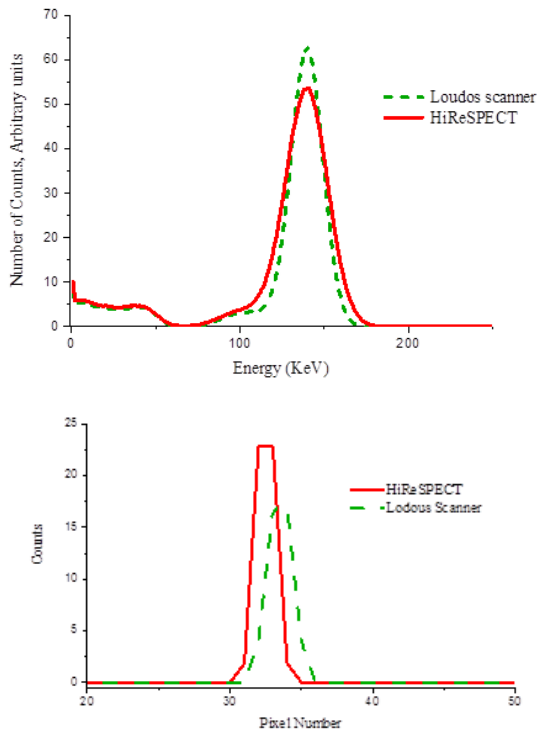 70
60
50
40
30
20
10
0
Number of Counts, Arbitrary units
Loudos scanner
HiReSPECT
0
100
200
Energy (KeV)
25
20
15
10
5
0
Counts
HiReSPECT
Lodous Scanner
20
30
40
50
Pixel Number